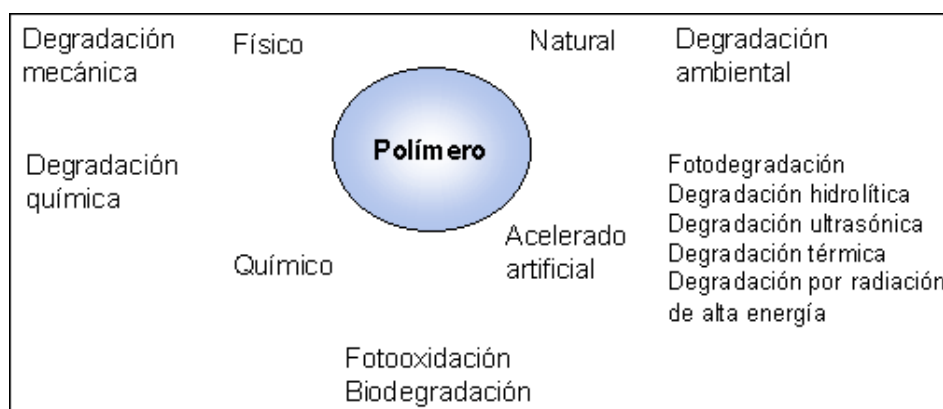 Degradación
mecánica
Físico
Natural
Degradación
ambiental
Polímero
Degradación
química
Fotodegradación
Degradación hidrolítica
Degradación ultrasónica
Degradación térmica
Degradación por radiación
de alta energía
Químico
Acelerado
artificial
Fotooxidación
Biodegradación